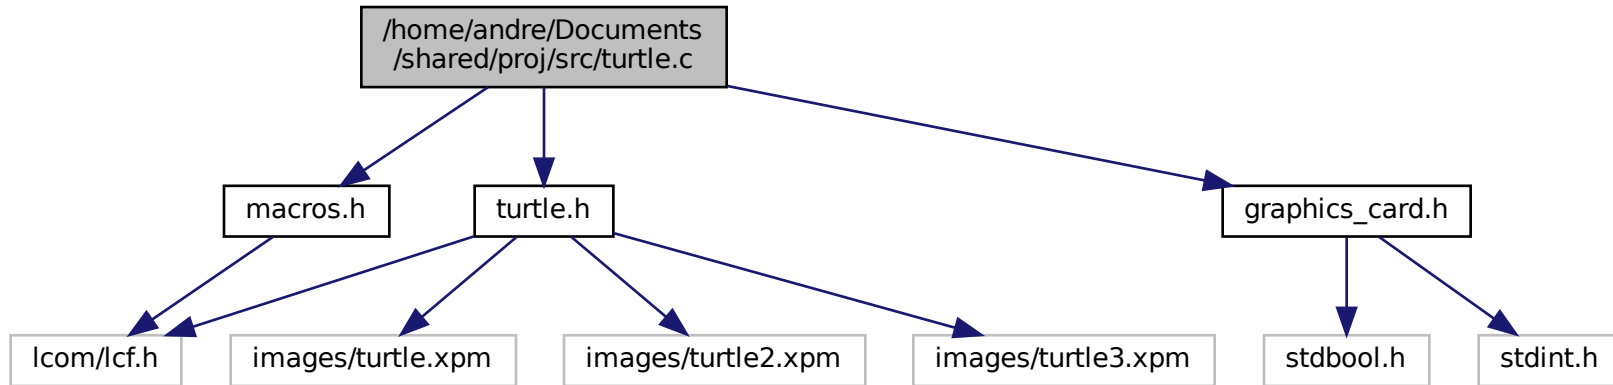 /home/andre/Documents
/shared/proj/src/turtle.c
macros.h
turtle.h
graphics_card.h
lcom/lcf.h
images/turtle.xpm
images/turtle2.xpm
images/turtle3.xpm
stdbool.h
stdint.h